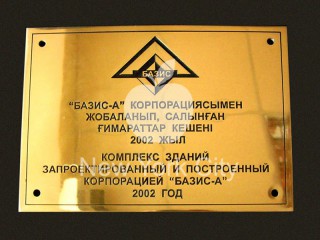 БАЗИС
"БАЗИС-А" КОРПОРАЦИЯСЫМЕН
ЖОБАЛАНЫП, САЛЫНҒАН
ҒИМАРАТТАР КЕШЕНІ
2002 ЖЫЛ
КОМПЛЕКС ЗДАНИЙ
ЗАПРОЕКТИРОВАННЫЙ И ПОСТРОЕННЫЙ
КОРПОРАЦИЕЙ "БАЗИС-А"
2002 ГОД